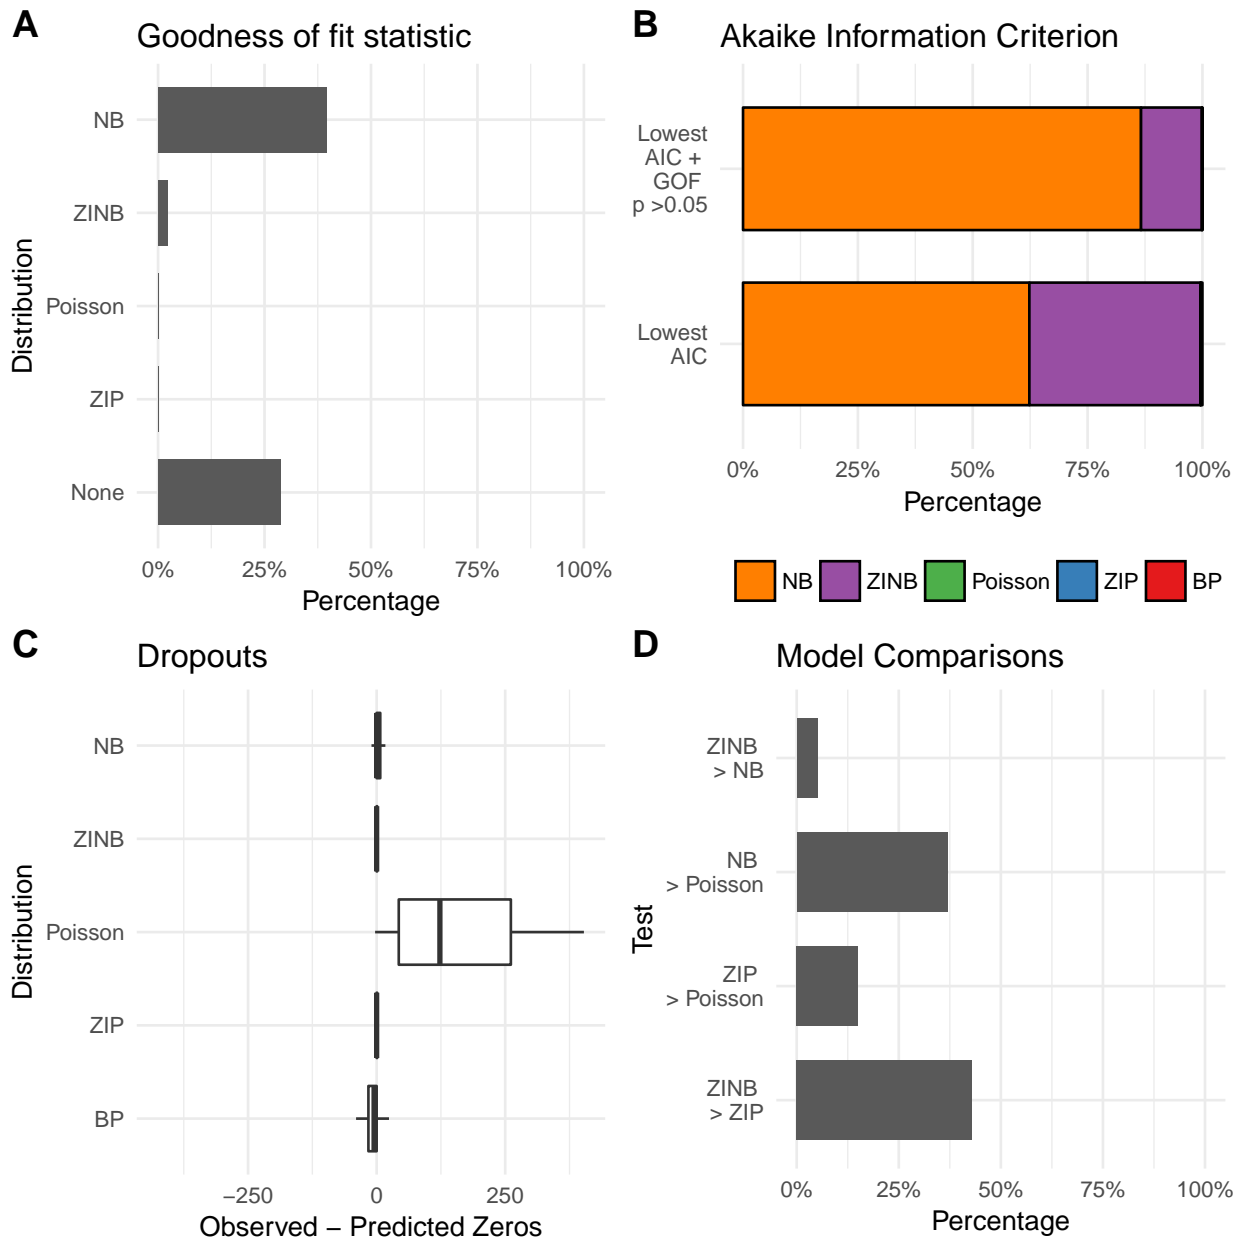 A
Goodness of fit statistic
Distribution
NB
ZINB
Poisson
ZIP
None
0% 25% 50% 75% 100%
Percentage
B
Akaike Information Criterion
Lowest
AIC +
GOF
p >0.05
Lowest
AIC
0% 25% 50% 75% 100%
Percentage
NB ZINB Poisson ZIP BP
C
Dropouts
Distribution
NB
ZINB
Poisson
ZIP
BP
−250 0 250
Observed − Predicted Zeros
D
Model Comparisons
Test
ZINB
> NB
NB
> Poisson
ZIP
> Poisson
ZINB
> ZIP
0% 25% 50% 75% 100%
Percentage